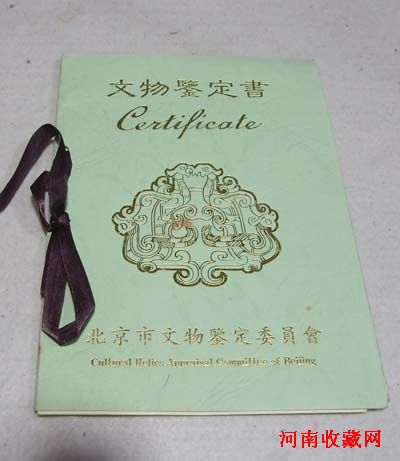 文物鑒定書
Certificate
北京市文物鑒定委員會
Cultural Relics Appraisal Committee of Beijing
河南收藏网